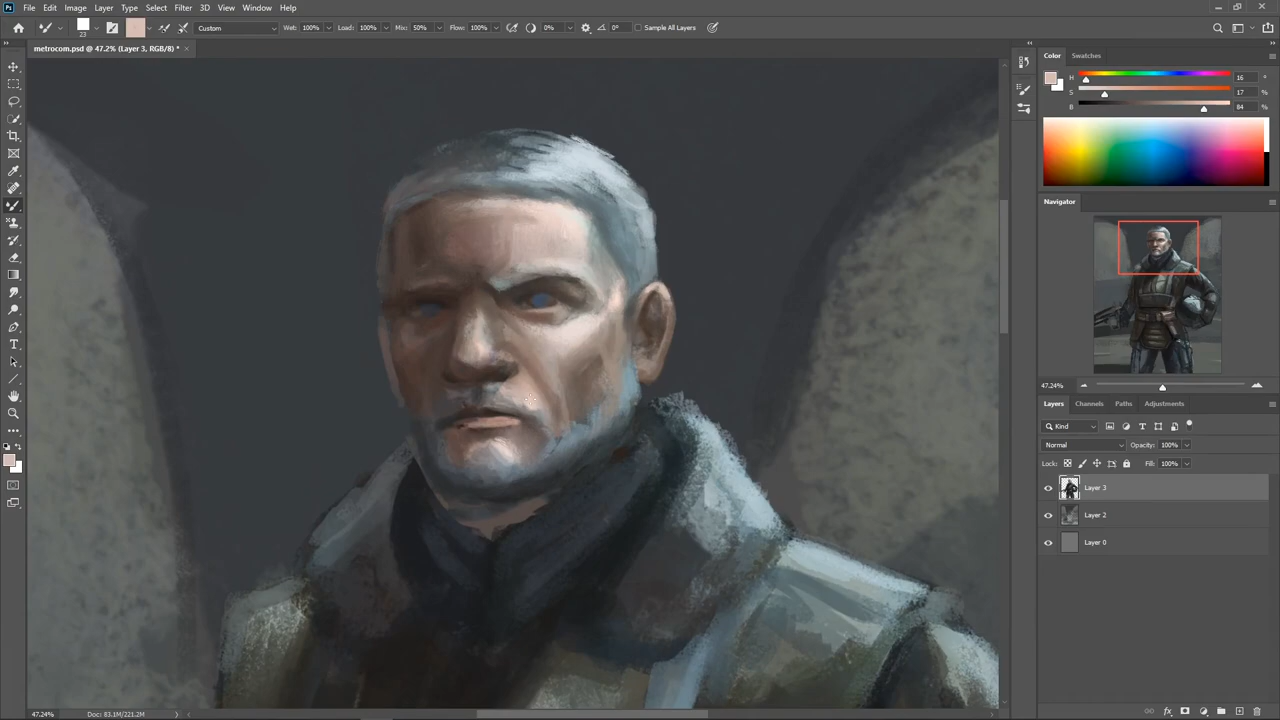 Ps File Edit Image Layer Type Select Filter 3D View Window Help
23 Custom Wet: 100% Load: 100% Mix: 50% Flow: 100% 0% 0° Sample All Layers
metrocom.psd @ 47.2% (Layer 3, RGB/8) * ×
Color Swatches
H 16 °
S 17 %
B 84 %
Navigator
47.24%
Layers Channels Paths Adjustments
Kind
Normal Opacity: 100%
Lock: Fill: 100%
Layer 3
Layer 2
Layer 0
47.24% Doc: 83.1M/221.2M
fx